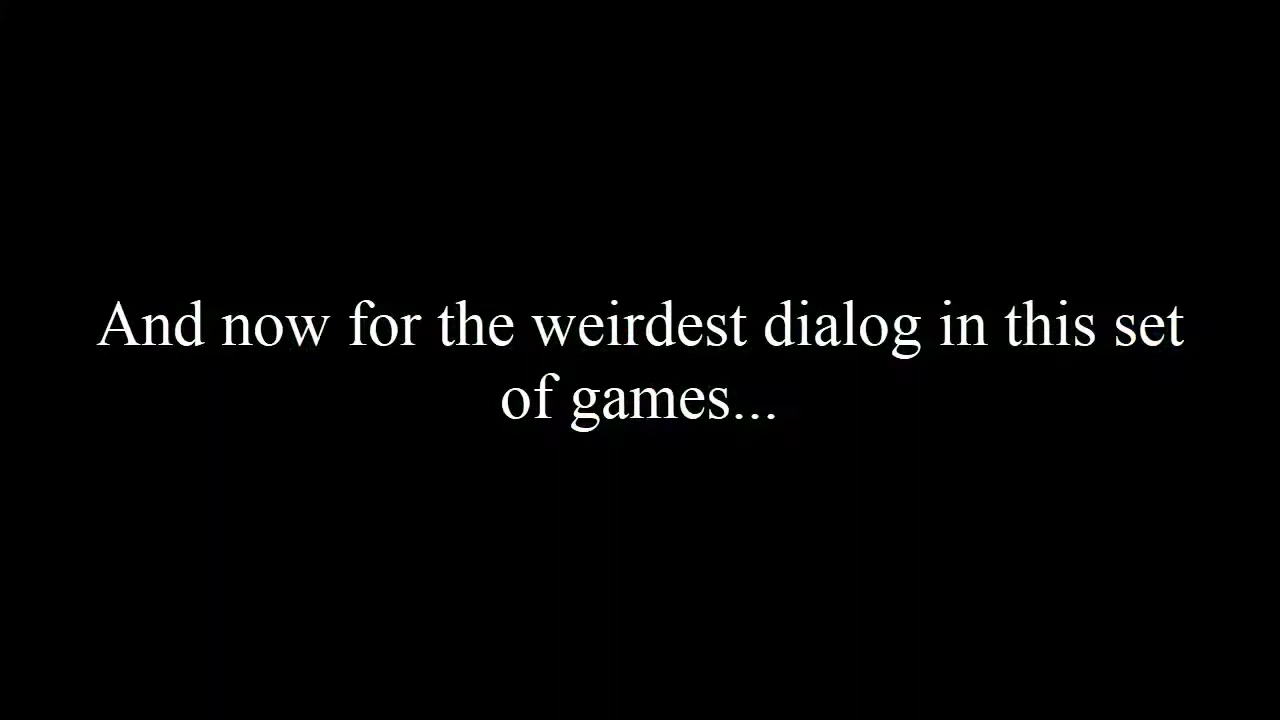 And now for the weirdest dialog in this set
of games...